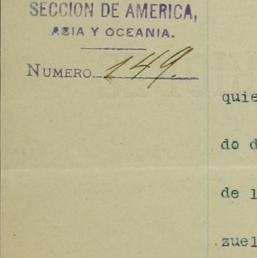 SECCION DE AMERICA,
ASIA Y OCEANIA.
NUMERO 149.
quie
do d
de l
zuel